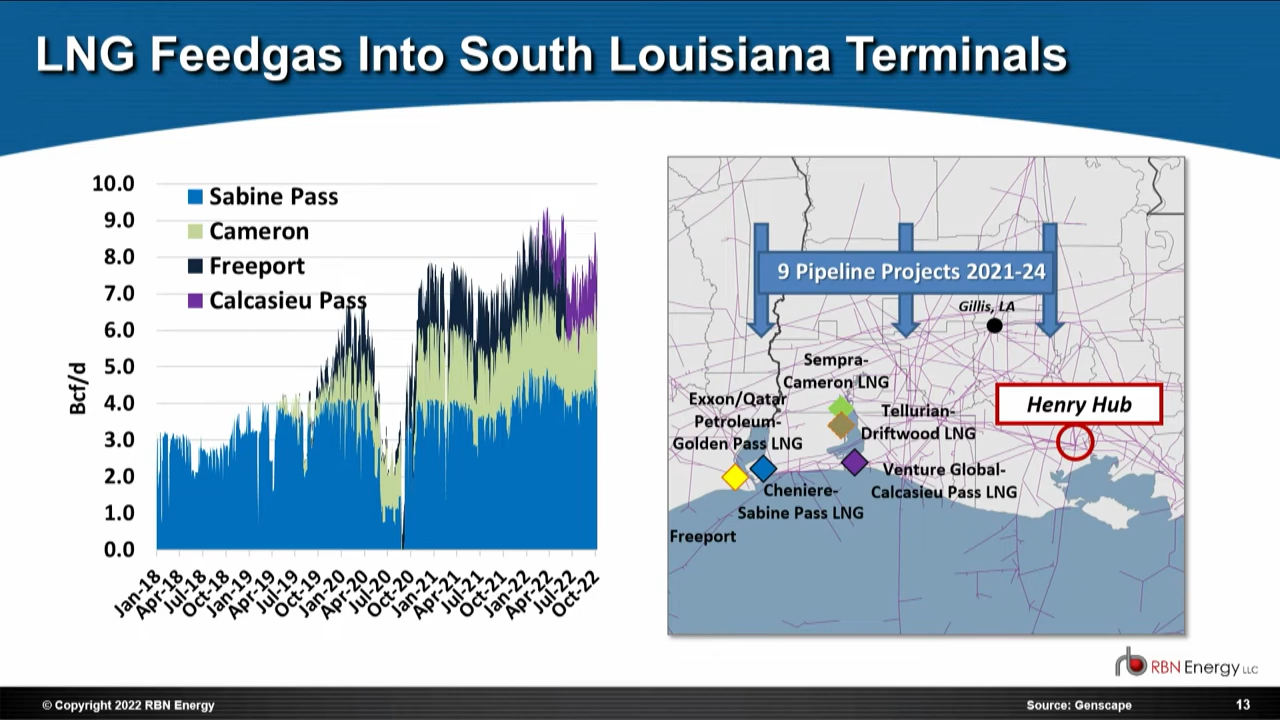 LNG Feedgas Into South Louisiana Terminals
10.0
9.0
8.0
7.0
6.0
5.0
4.0
3.0
2.0
1.0
0.0
Bcf/d
Sabine Pass
Cameron
Freeport
Calcasieu Pass
Jan-18
Apr-18
Jul-18
Oct-18
Jan-19
Apr-19
Jul-19
Oct-19
Jan-20
Apr-20
Jul-20
Oct-20
Jan-21
Apr-21
Jul-21
Oct-21
Jan-22
Apr-22
Jul-22
Oct-22
9 Pipeline Projects 2021-24
Gillis, LA
Sempra-
Cameron LNG
Exxon/Qatar
Petroleum-
Golden Pass LNG
Tellurian-
Driftwood LNG
Henry Hub
Venture Global-
Calcasieu Pass LNG
Cheniere-
Sabine Pass LNG
Freeport
RBN Energy LLC
© Copyright 2022 RBN Energy
Source: Genscape
13